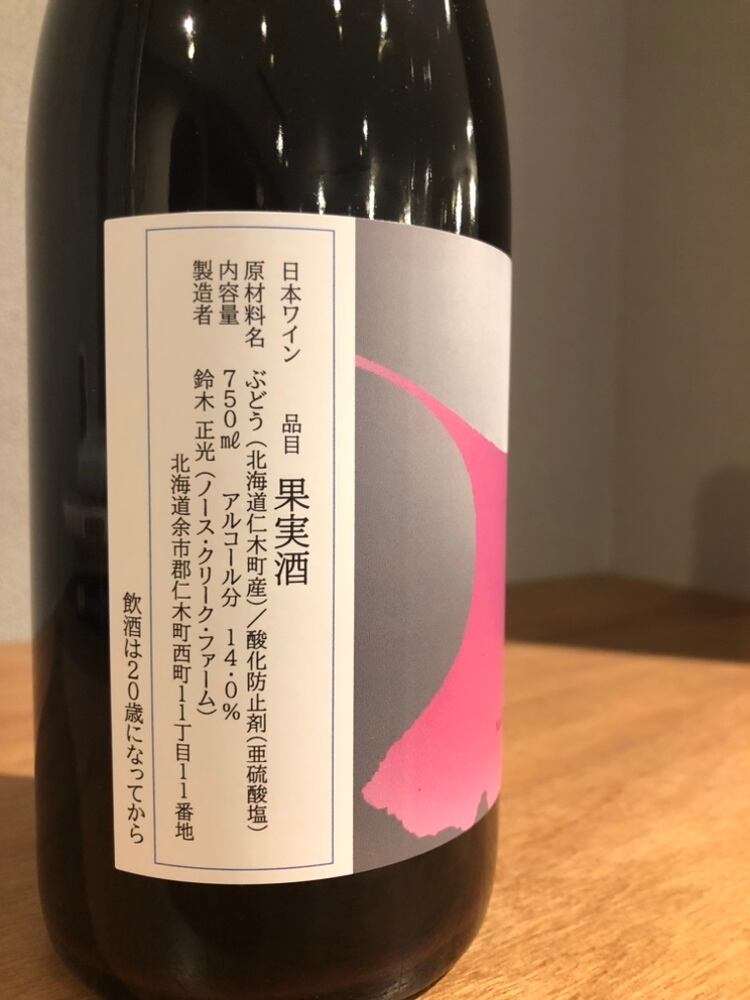 日本ワイン　品目　果実酒
原材料名　ぶどう（北海道仁木町産）／酸化防止剤（亜硫酸塩）
内容量　750㎖　アルコール分　14.0％
製造者　鈴木 正光（ノース・クリーク・ファーム）
北海道余市郡仁木町西町11丁目11番地
飲酒は20歳になってから